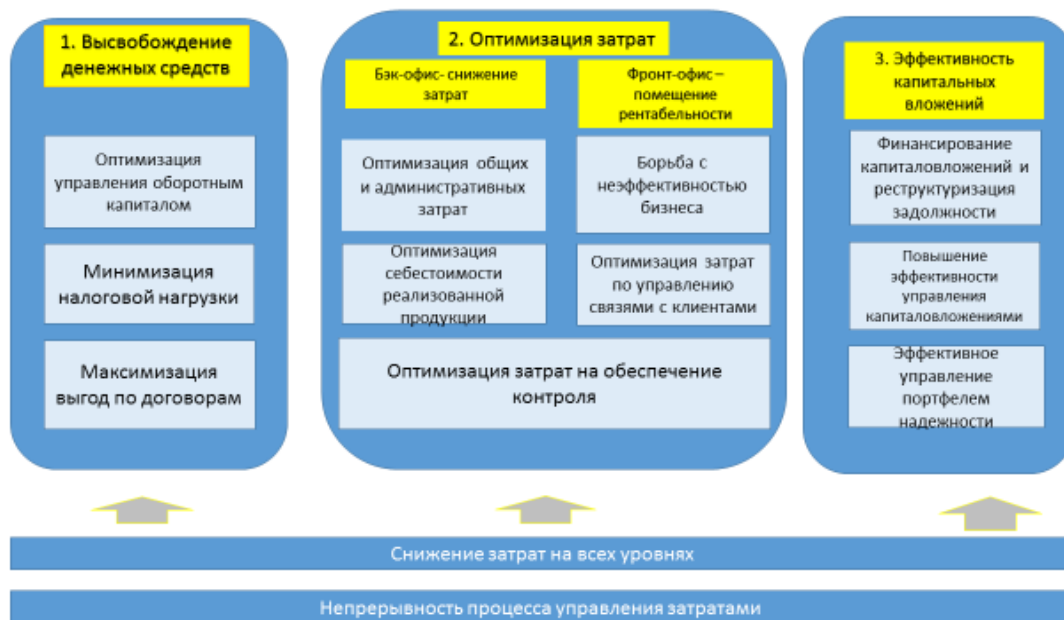 1. Высвобождение
денежных средств
Оптимизация
управления оборотным
капиталом
Минимизация
налоговой нагрузки
Максимизация
выгод по договорам
2. Оптимизация затрат
Бэк-офис- снижение
затрат
Оптимизация общих
и административных
затрат
Оптимизация
себестоимости
реализованной
продукции
Фронт-офис –
помещение
рентабельности
Борьба с
неэффективностью
бизнеса
Оптимизация затрат
по управлению
связями с клиентами
Оптимизация затрат на обеспечение
контроля
3. Эффективность
капитальных
вложений
Финансирование
капиталовложений и
реструктуризация
задолжности
Повышение
эффективности
управления
капиталовложениями
Эффективное
управление
портфелем
надежности
Снижение затрат на всех уровнях
Непрерывность процесса управления затратами